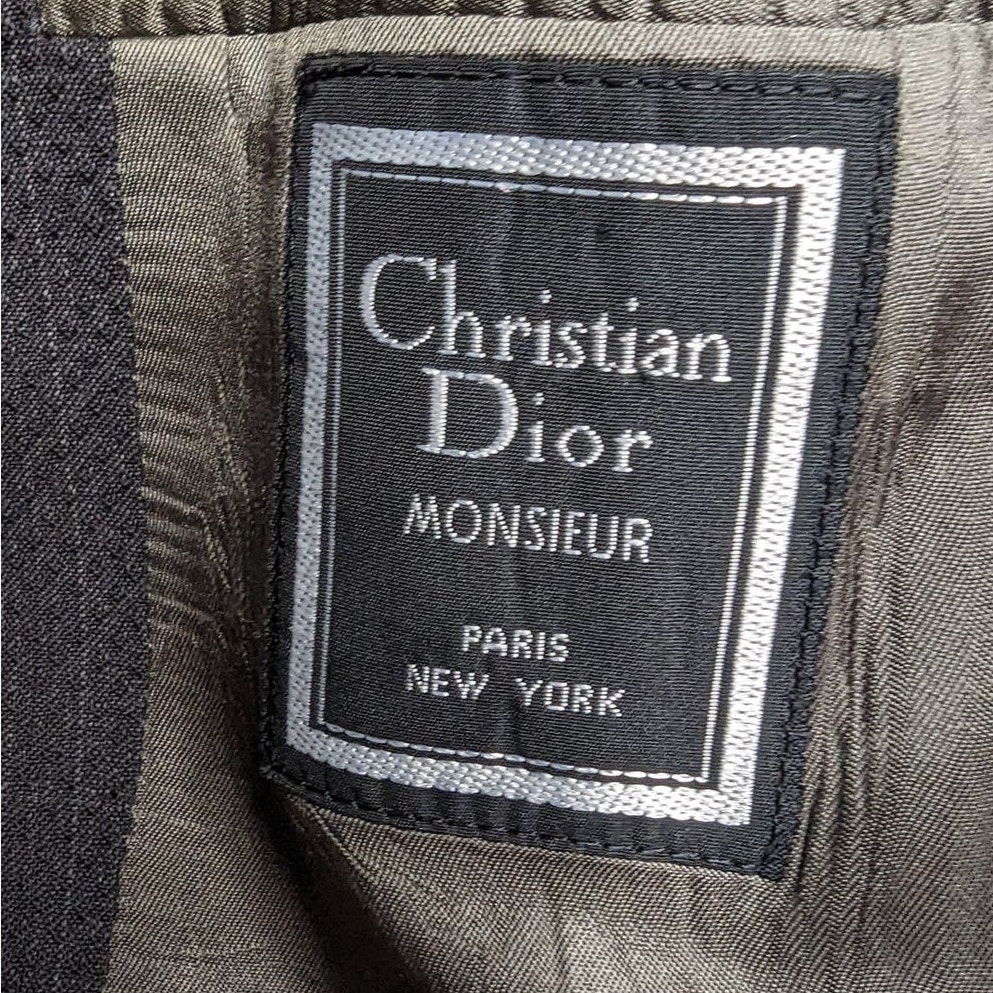 Christian
Dior
MONSIEUR
PARIS
NEW YORK